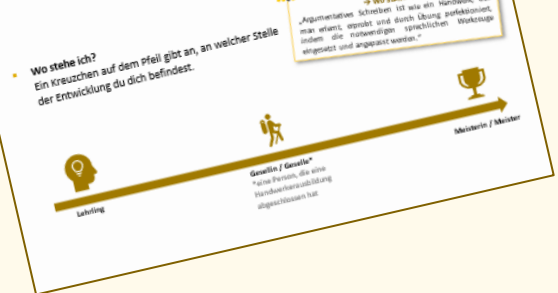 „Argumentatives Schreiben ist wie ein Handwerk, das
man erlernt, erprobt und durch Übung perfektioniert,
indem die notwendigen sprachlichen Werkzeuge
eingesetzt und angepasst werden.“
Wo stehe ich?
Ein Kreuzchen auf dem Pfeil gibt an, an welcher Stelle
der Entwicklung du dich befindest.
Lehrling
Gesellin / Geselle*
*eine Person, die eine
Handwerkerausbildung
abgeschlossen hat
Meisterin / Meister